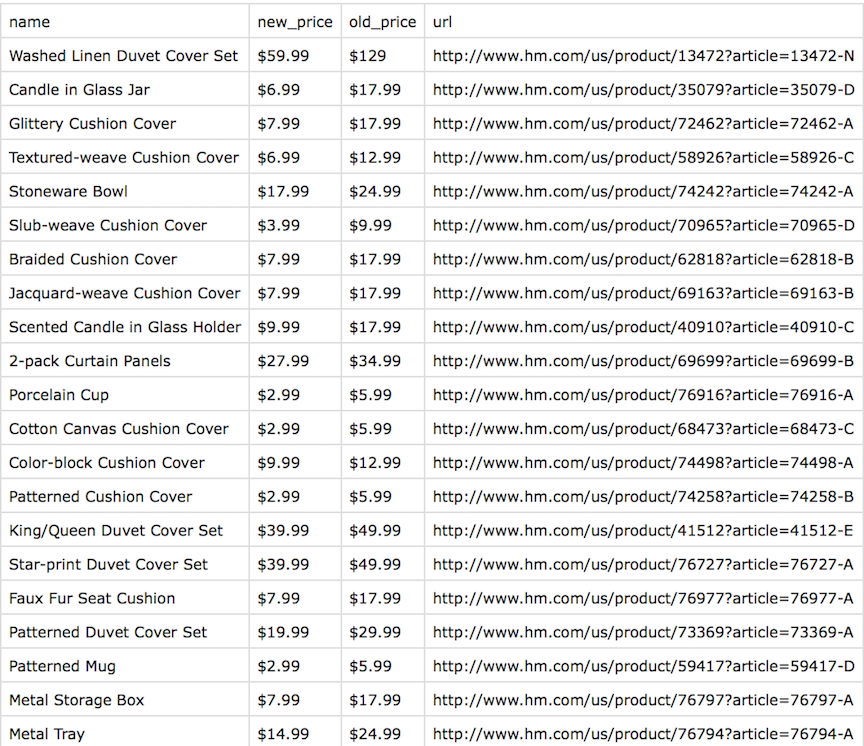 name new_price old_price url
Washed Linen Duvet Cover Set $59.99 $129 http://www.hm.com/us/product/13472?article=13472-N
Candle in Glass Jar $6.99 $17.99 http://www.hm.com/us/product/35079?article=35079-D
Glittery Cushion Cover $7.99 $17.99 http://www.hm.com/us/product/72462?article=72462-A
Textured-weave Cushion Cover $6.99 $12.99 http://www.hm.com/us/product/58926?article=58926-C
Stoneware Bowl $17.99 $24.99 http://www.hm.com/us/product/74242?article=74242-A
Slub-weave Cushion Cover $3.99 $9.99 http://www.hm.com/us/product/70965?article=70965-D
Braided Cushion Cover $7.99 $17.99 http://www.hm.com/us/product/62818?article=62818-B
Jacquard-weave Cushion Cover $7.99 $17.99 http://www.hm.com/us/product/69163?article=69163-B
Scented Candle in Glass Holder $9.99 $17.99 http://www.hm.com/us/product/40910?article=40910-C
2-pack Curtain Panels $27.99 $34.99 http://www.hm.com/us/product/69699?article=69699-B
Porcelain Cup $2.99 $5.99 http://www.hm.com/us/product/76916?article=76916-A
Cotton Canvas Cushion Cover $2.99 $5.99 http://www.hm.com/us/product/68473?article=68473-C
Color-block Cushion Cover $9.99 $12.99 http://www.hm.com/us/product/74498?article=74498-A
Patterned Cushion Cover $2.99 $5.99 http://www.hm.com/us/product/74258?article=74258-B
King/Queen Duvet Cover Set $39.99 $49.99 http://www.hm.com/us/product/41512?article=41512-E
Star-print Duvet Cover Set $39.99 $49.99 http://www.hm.com/us/product/76727?article=76727-A
Faux Fur Seat Cushion $7.99 $17.99 http://www.hm.com/us/product/76977?article=76977-A
Patterned Duvet Cover Set $19.99 $29.99 http://www.hm.com/us/product/73369?article=73369-A
Patterned Mug $2.99 $5.99 http://www.hm.com/us/product/59417?article=59417-D
Metal Storage Box $7.99 $17.99 http://www.hm.com/us/product/76797?article=76797-A
Metal Tray $14.99 $24.99 http://www.hm.com/us/product/76794?article=76794-A